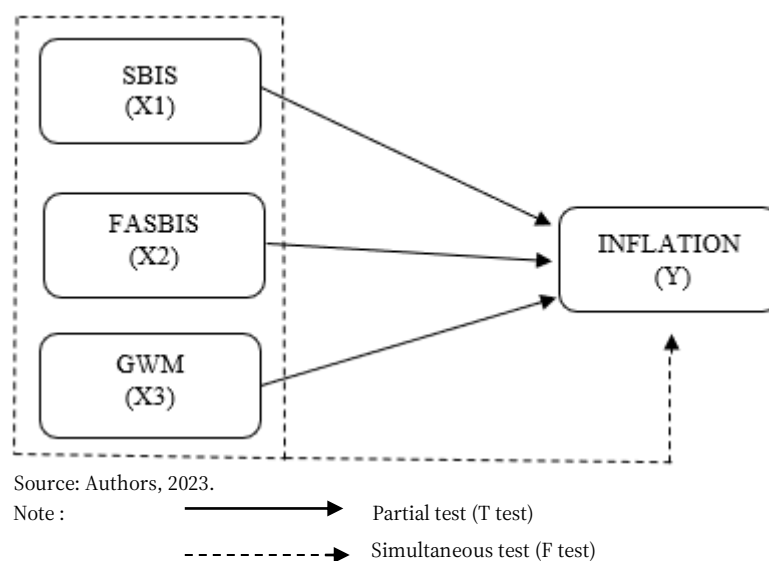 SBIS
(X1)
FASBIS
(X2)
INFLATION
(Y)
GWM
(X3)
Source: Authors, 2023.
Note :
Partial test (T test)
Simultaneous test (F test)